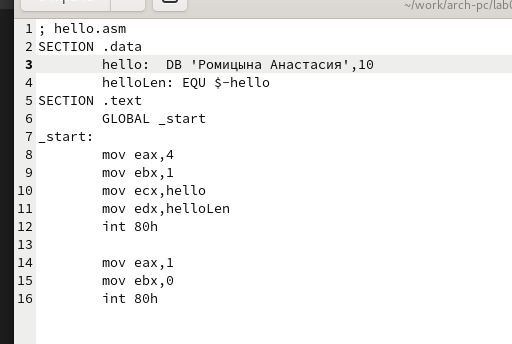 ~/work/arch-pc/lab0
1 ; hello.asm
2 SECTION .data
3 hello: DB 'Ромицына Анастасия',10
4 helloLen: EQU $-hello
5 SECTION .text
6 GLOBAL _start
7 _start:
8 mov eax,4
9 mov ebx,1
10 mov ecx,hello
11 mov edx,helloLen
12 int 80h
13
14 mov eax,1
15 mov ebx,0
16 int 80h